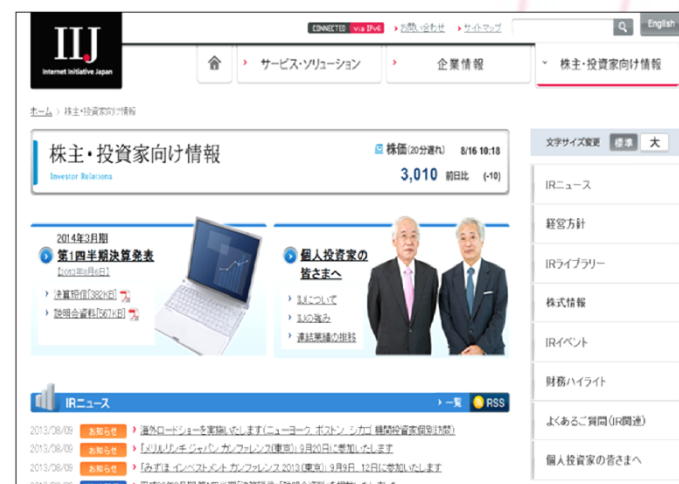 IIJ
Internet Initiative Japan
CONNECTED via IPv6
お問い合わせ
サイトマップ
English
サービス・ソリューション
企業情報
株主・投資家向け情報
ホーム > 株主・投資家向け情報
株主・投資家向け情報
Investor Relations
株価(20分遅れ) 8/16 10:18
3,010 前日比 (-10)
文字サイズ変更 標準 大
2014年3月期
第1四半期決算発表
[2013年8月6日]
決算短信[382KB]
説明会資料[567KB]
個人投資家の
皆さまへ
IIJについて
IIJの強み
連結業績の推移
IRニュース
経営方針
IRライブラリー
株式情報
IRイベント
財務ハイライト
よくあるご質問(IR関連)
個人投資家の皆さまへ
IRニュース
一覧
RSS
2013/08/09 お知らせ 海外ロードショーを実施いたします(ニューヨーク、ボストン、シカゴ 機関投資家個別訪問)
2013/08/09 お知らせ 「メリルリンチ ジャパン カンファレンス(東京)」 9月20日に参加いたします
2013/08/09 お知らせ 「みずほ インベストメント カンファレンス 2013(東京)」 9月9日、12日に参加いたします